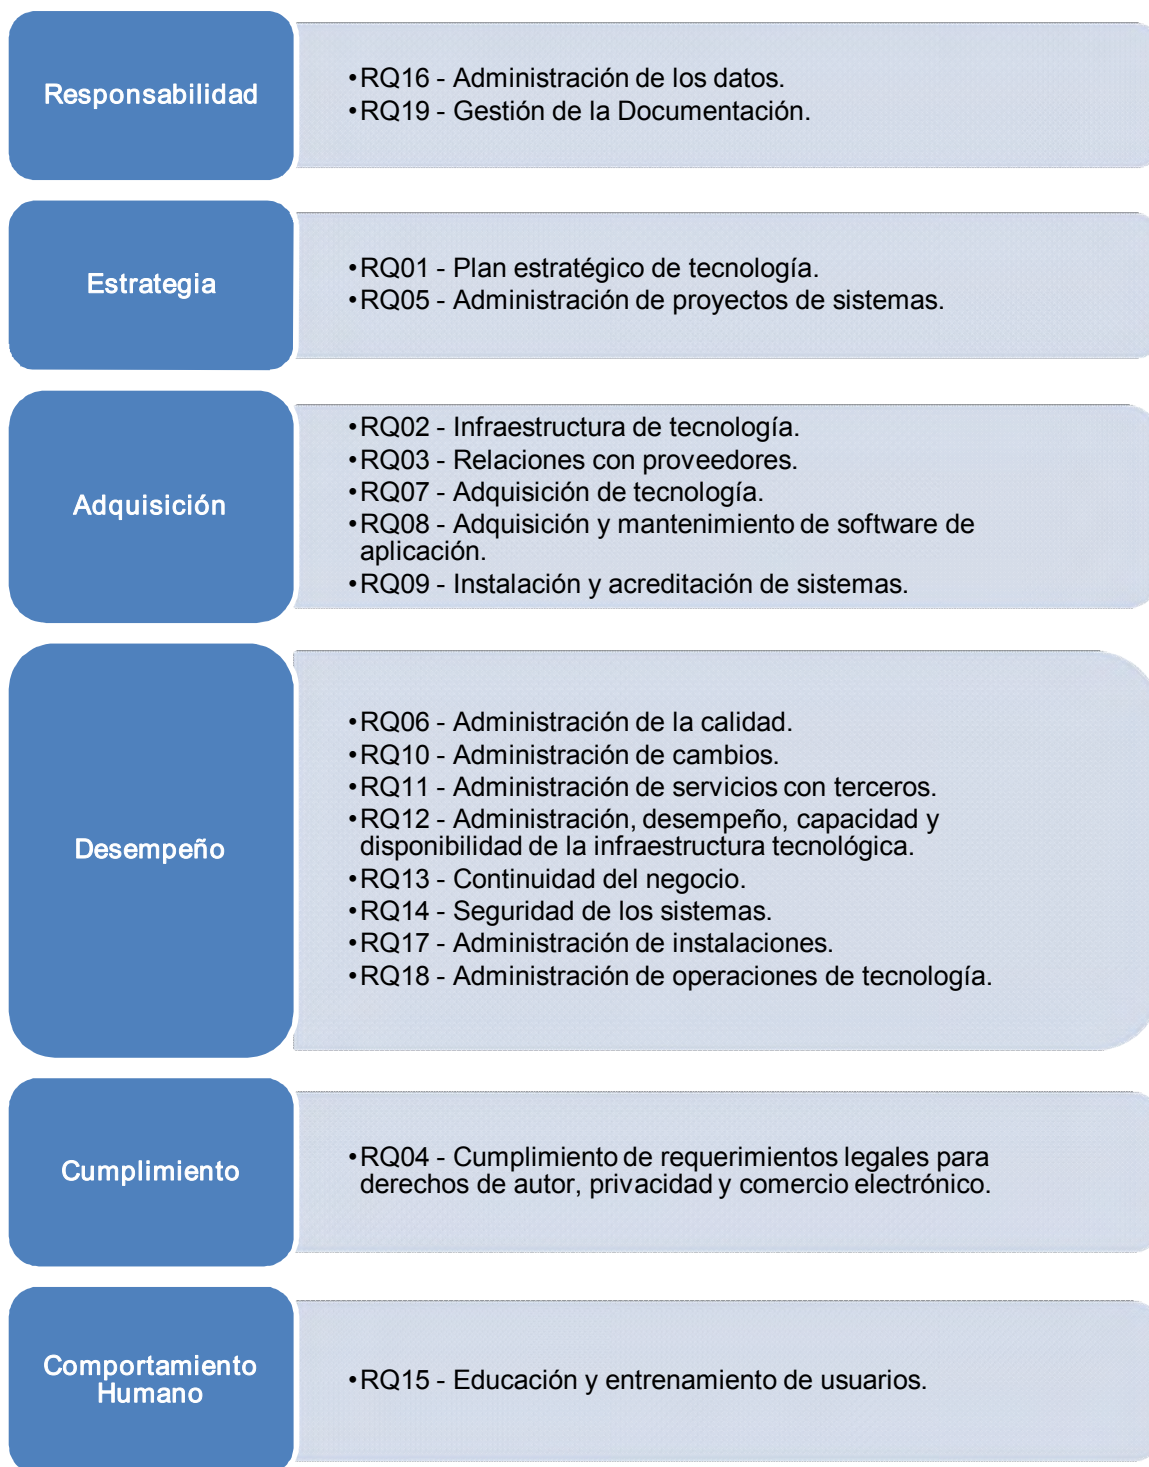 Responsabilidad
•RQ16 - Administración de los datos.
•RQ19 - Gestión de la Documentación.
Estrategia
•RQ01 - Plan estratégico de tecnología.
•RQ05 - Administración de proyectos de sistemas.
Adquisición
•RQ02 - Infraestructura de tecnología.
•RQ03 - Relaciones con proveedores.
•RQ07 - Adquisición de tecnología.
•RQ08 - Adquisición y mantenimiento de software de
aplicación.
•RQ09 - Instalación y acreditación de sistemas.
Desempeño
•RQ06 - Administración de la calidad.
•RQ10 - Administración de cambios.
•RQ11 - Administración de servicios con terceros.
•RQ12 - Administración, desempeño, capacidad y
disponibilidad de la infraestructura tecnológica.
•RQ13 - Continuidad del negocio.
•RQ14 - Seguridad de los sistemas.
•RQ17 - Administración de instalaciones.
•RQ18 - Administración de operaciones de tecnología.
Cumplimiento
•RQ04 - Cumplimiento de requerimientos legales para
derechos de autor, privacidad y comercio electrónico.
Comportamiento
Humano
•RQ15 - Educación y entrenamiento de usuarios.